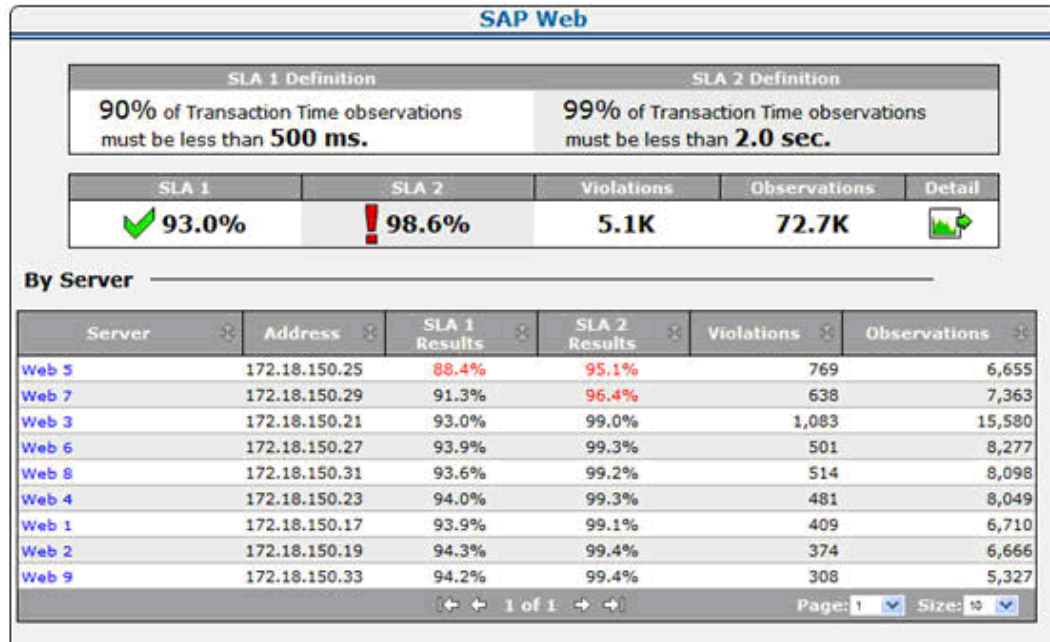 SAP Web
SLA 1 Definition SLA 2 Definition
90% of Transaction Time observations must be less than 500 ms.
99% of Transaction Time observations must be less than 2.0 sec.
SLA 1 SLA 2 Violations Observations Detail
93.0% 98.6% 5.1K 72.7K
By Server
Server Address SLA 1 Results SLA 2 Results Violations Observations
Web 5 172.18.150.25 88.4% 95.1% 769 6,655
Web 7 172.18.150.29 91.3% 96.4% 638 7,363
Web 3 172.18.150.21 93.0% 99.0% 1,083 15,580
Web 6 172.18.150.27 93.9% 99.3% 501 8,277
Web 8 172.18.150.31 93.6% 99.2% 514 8,098
Web 4 172.18.150.23 94.0% 99.3% 481 8,049
Web 1 172.18.150.17 93.9% 99.1% 409 6,710
Web 2 172.18.150.19 94.3% 99.4% 374 6,666
Web 9 172.18.150.33 94.2% 99.4% 308 5,327
1 of 1 Page: 1 Size: 10